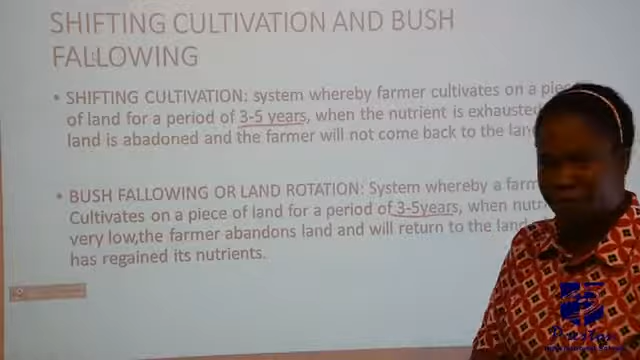 SHIFTING CULTIVATION AND BUSH
FALLOWING
• SHIFTING CULTIVATION: system whereby farmer cultivates on a piece
of land for a period of 3-5 years, when the nutrient is exhausted
land is abadoned and the farmer will not come back to the lan
• BUSH FALLOWING OR LAND ROTATION: System whereby a farm
Cultivates on a piece of land for a period of 3-5years, when nut
very low,the farmer abandons land and will return to the land
has regained its nutrients.